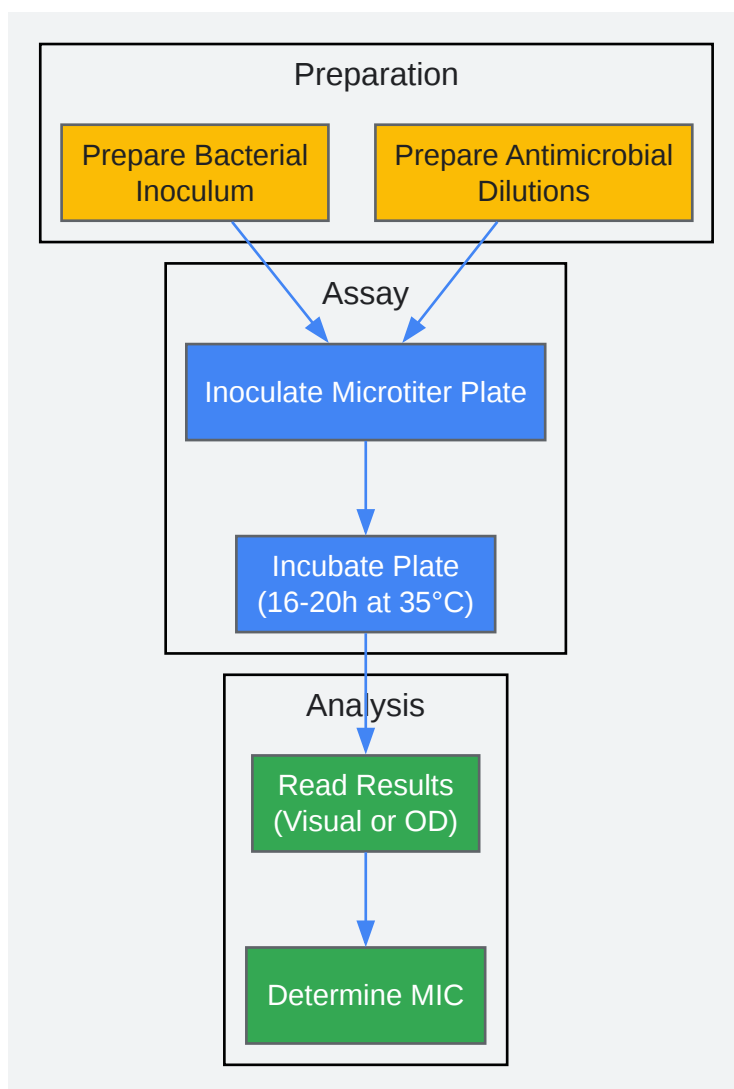 Preparation
Prepare Bacterial
Inoculum
Prepare Antimicrobial
Dilutions
Assay
Inoculate Microtiter Plate
Incubate Plate
(16-20h at 35°C)
Analysis
Read Results
(Visual or OD)
Determine MIC